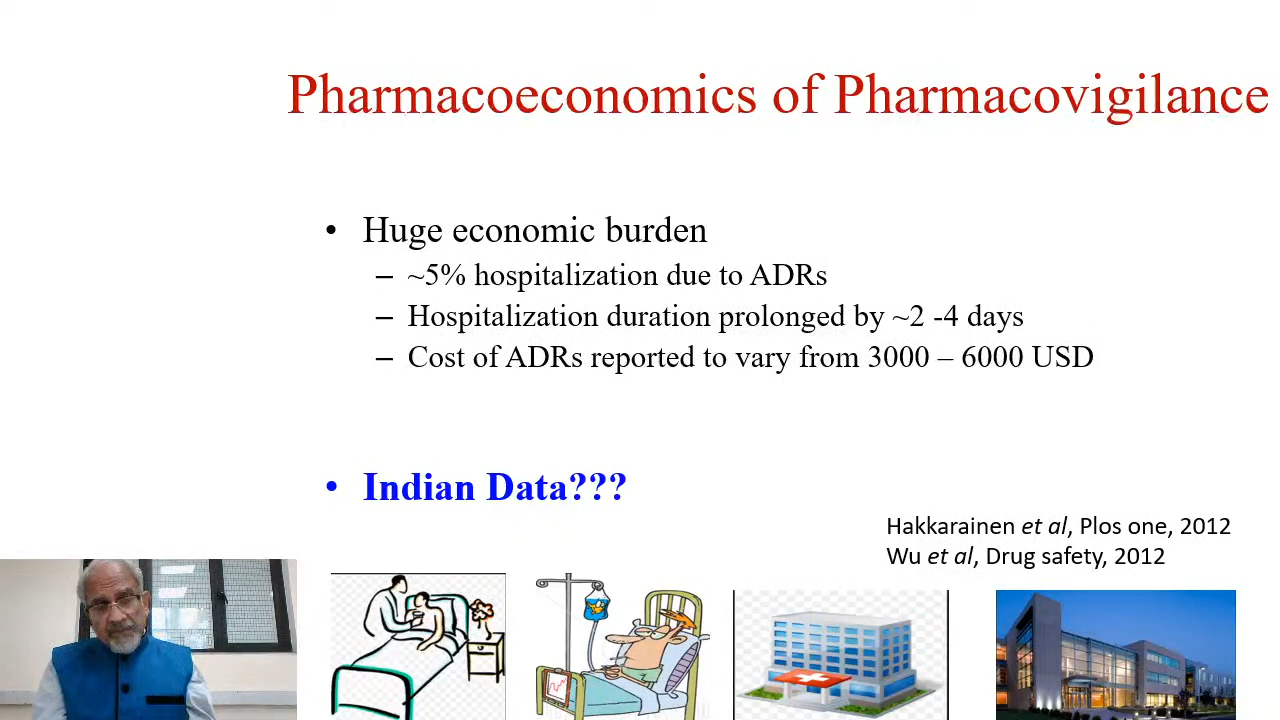 Pharmacoeconomics of Pharmacovigilance
• Huge economic burden
– ~5% hospitalization due to ADRs
– Hospitalization duration prolonged by ~2 -4 days
– Cost of ADRs reported to vary from 3000 – 6000 USD
• Indian Data???
Hakkarainen et al, Plos one, 2012
Wu et al, Drug safety, 2012